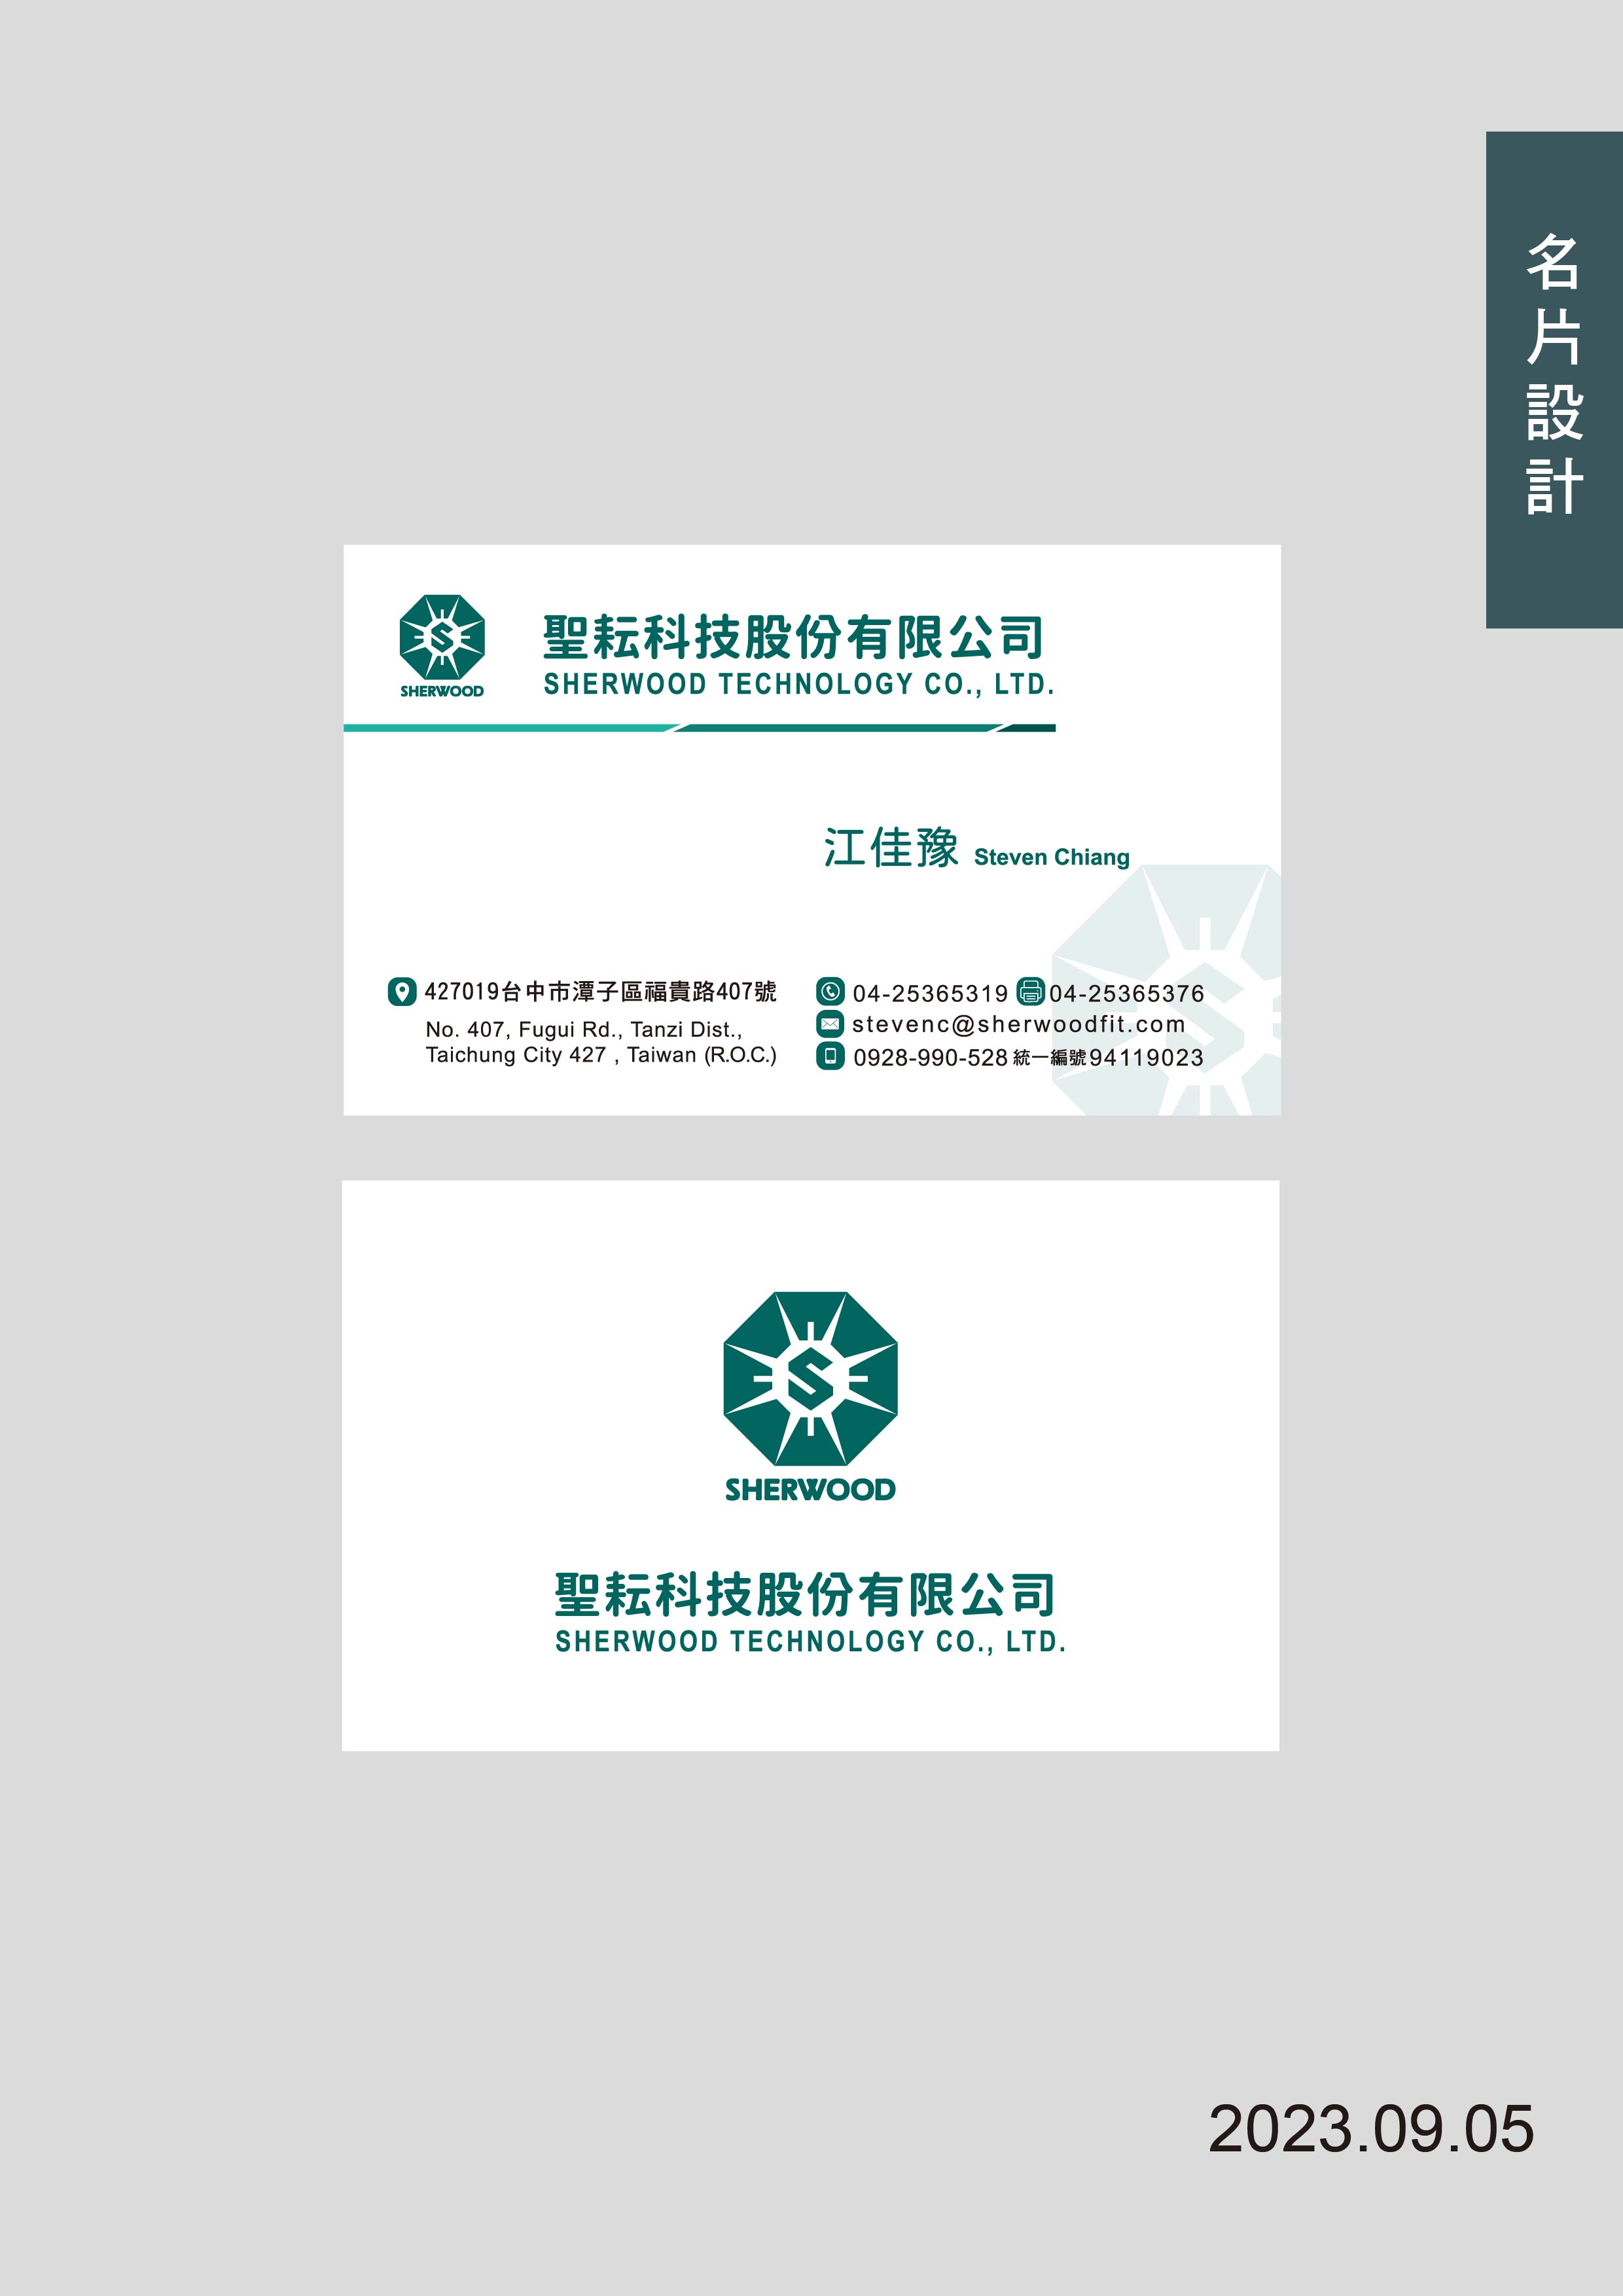 名片設計
SHERWOOD
聖耘科技股份有限公司
SHERWOOD TECHNOLOGY CO., LTD.
江佳豫 Steven Chiang
427019台中市潭子區福貴路407號
No. 407, Fugui Rd., Tanzi Dist.,
Taichung City 427 , Taiwan (R.O.C.)
04-25365319 04-25365376
stevenc@sherwoodfit.com
0928-990-528 統一編號94119023
SHERWOOD
聖耘科技股份有限公司
SHERWOOD TECHNOLOGY CO., LTD.
2023.09.05